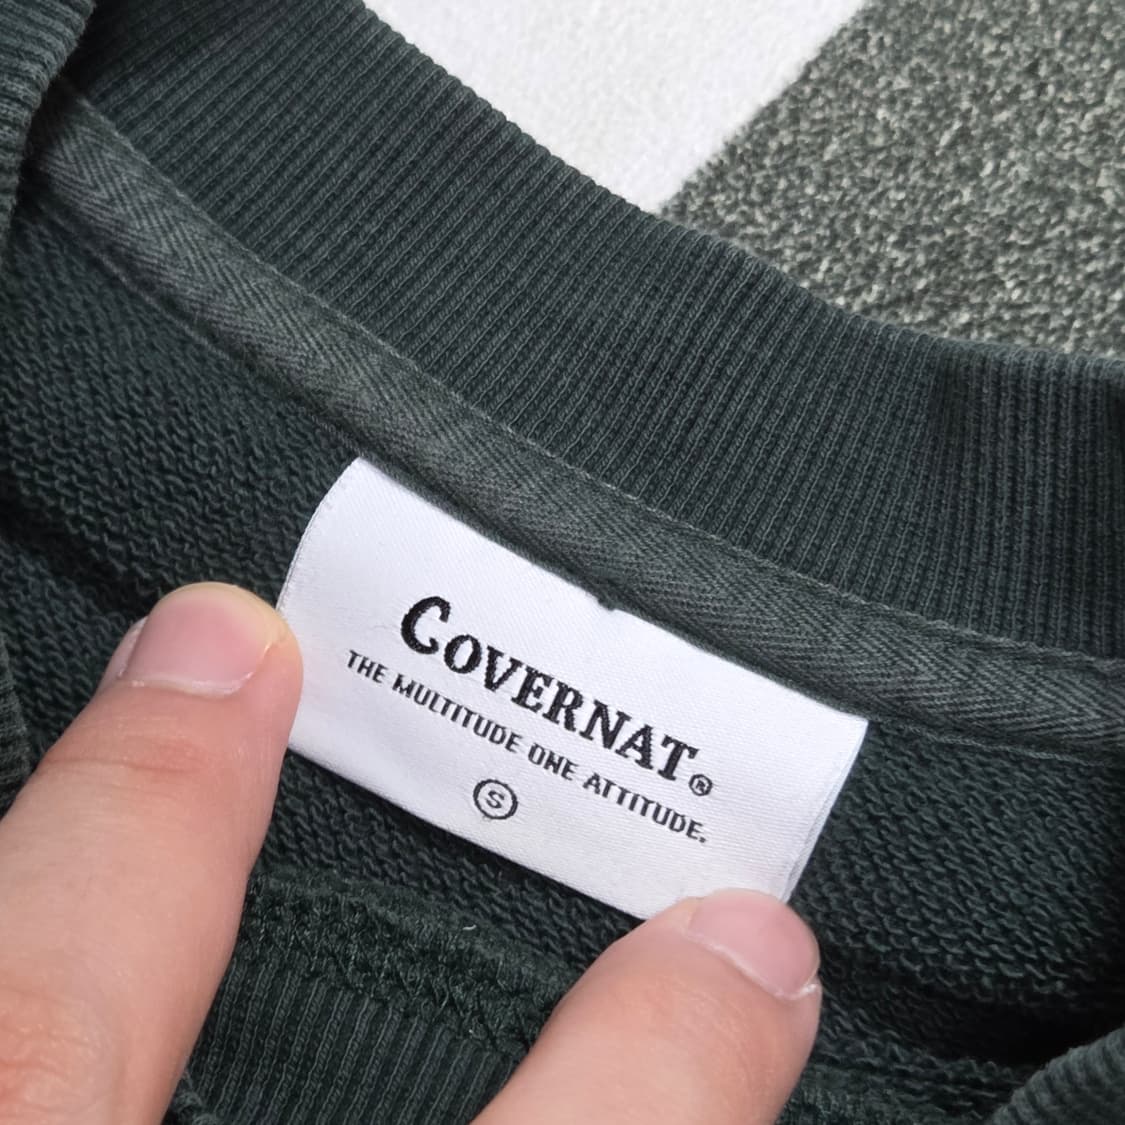 COVERNAT®
THE MULTITUDE ONE ATTITUDE.
S